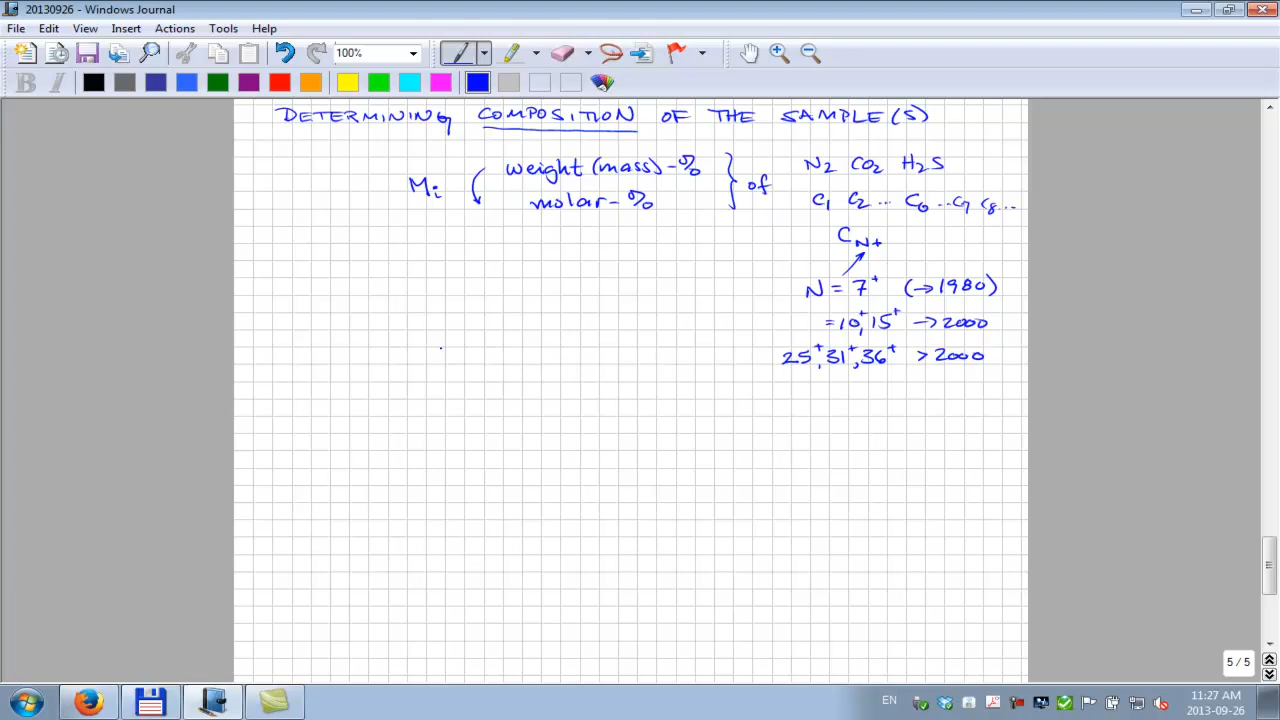 20130926 - Windows Journal
File Edit View Insert Actions Tools Help
100%
B I
DETERMINING COMPOSITION OF THE SAMPLE(S)
Mi weight (mass) - % } of N2 CO2 H2S
molar - % C1 C2 ... C6 ... C7 C8 ...
CN+
N = 7+ (→1980)
= 10+, 15+ → 2000
25+, 31+, 36+ > 2000
5 / 5
EN
11:27 AM
2013-09-26